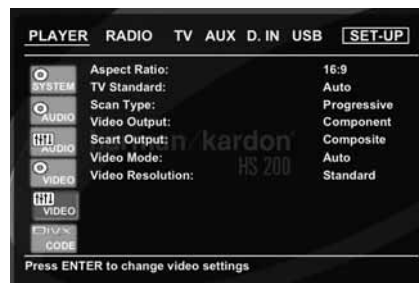 PLAYER RADIO TV AUX D. IN USB SET-UP
SYSTEM
AUDIO
AUDIO
VIDEO
VIDEO
DIVX
CODE
Aspect Ratio: 16:9
TV Standard: Auto
Scan Type: Progressive
Video Output: Component
Scart Output: Composite
Video Mode: Auto
Video Resolution: Standard
harman/kardon
HS 200
Press ENTER to change video settings